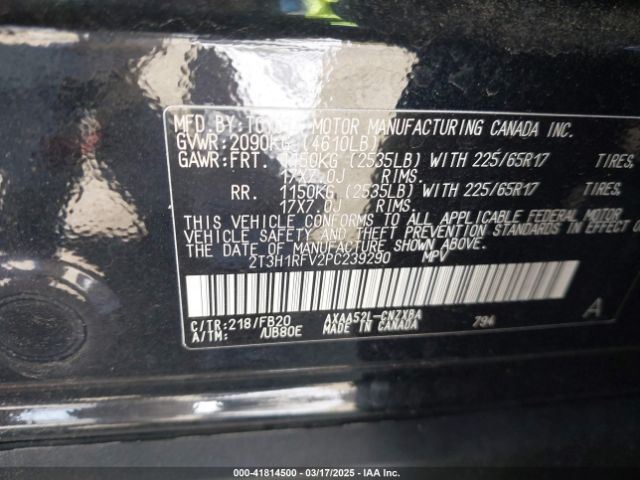 MFD.BY:TOYOTA MOTOR MANUFACTURING CANADA INC.
GVWR:2090KG (4610LB)
GAWR:FRT. 1150KG (2535LB) WITH 225/65R17 TIRES,
17X7.0J RIMS.
RR. 1150KG (2535LB) WITH 225/65R17 TIRES,
17X7.0J RIMS.
THIS VEHICLE CONFORMS TO ALL APPLICABLE FEDERAL MOTOR
VEHICLE SAFETY AND THEFT PREVENTION STANDARDS IN EFFECT O
THE DATE OF MANUFACTURE
2T3H1RFV2PC239290 MPV
C/TR:218/FB20 AXAA52L-CNZXBA 794 A
A/TM: /UB80E MADE IN CANADA
000-41814500 — 03/17/2025 — IAA Inc.